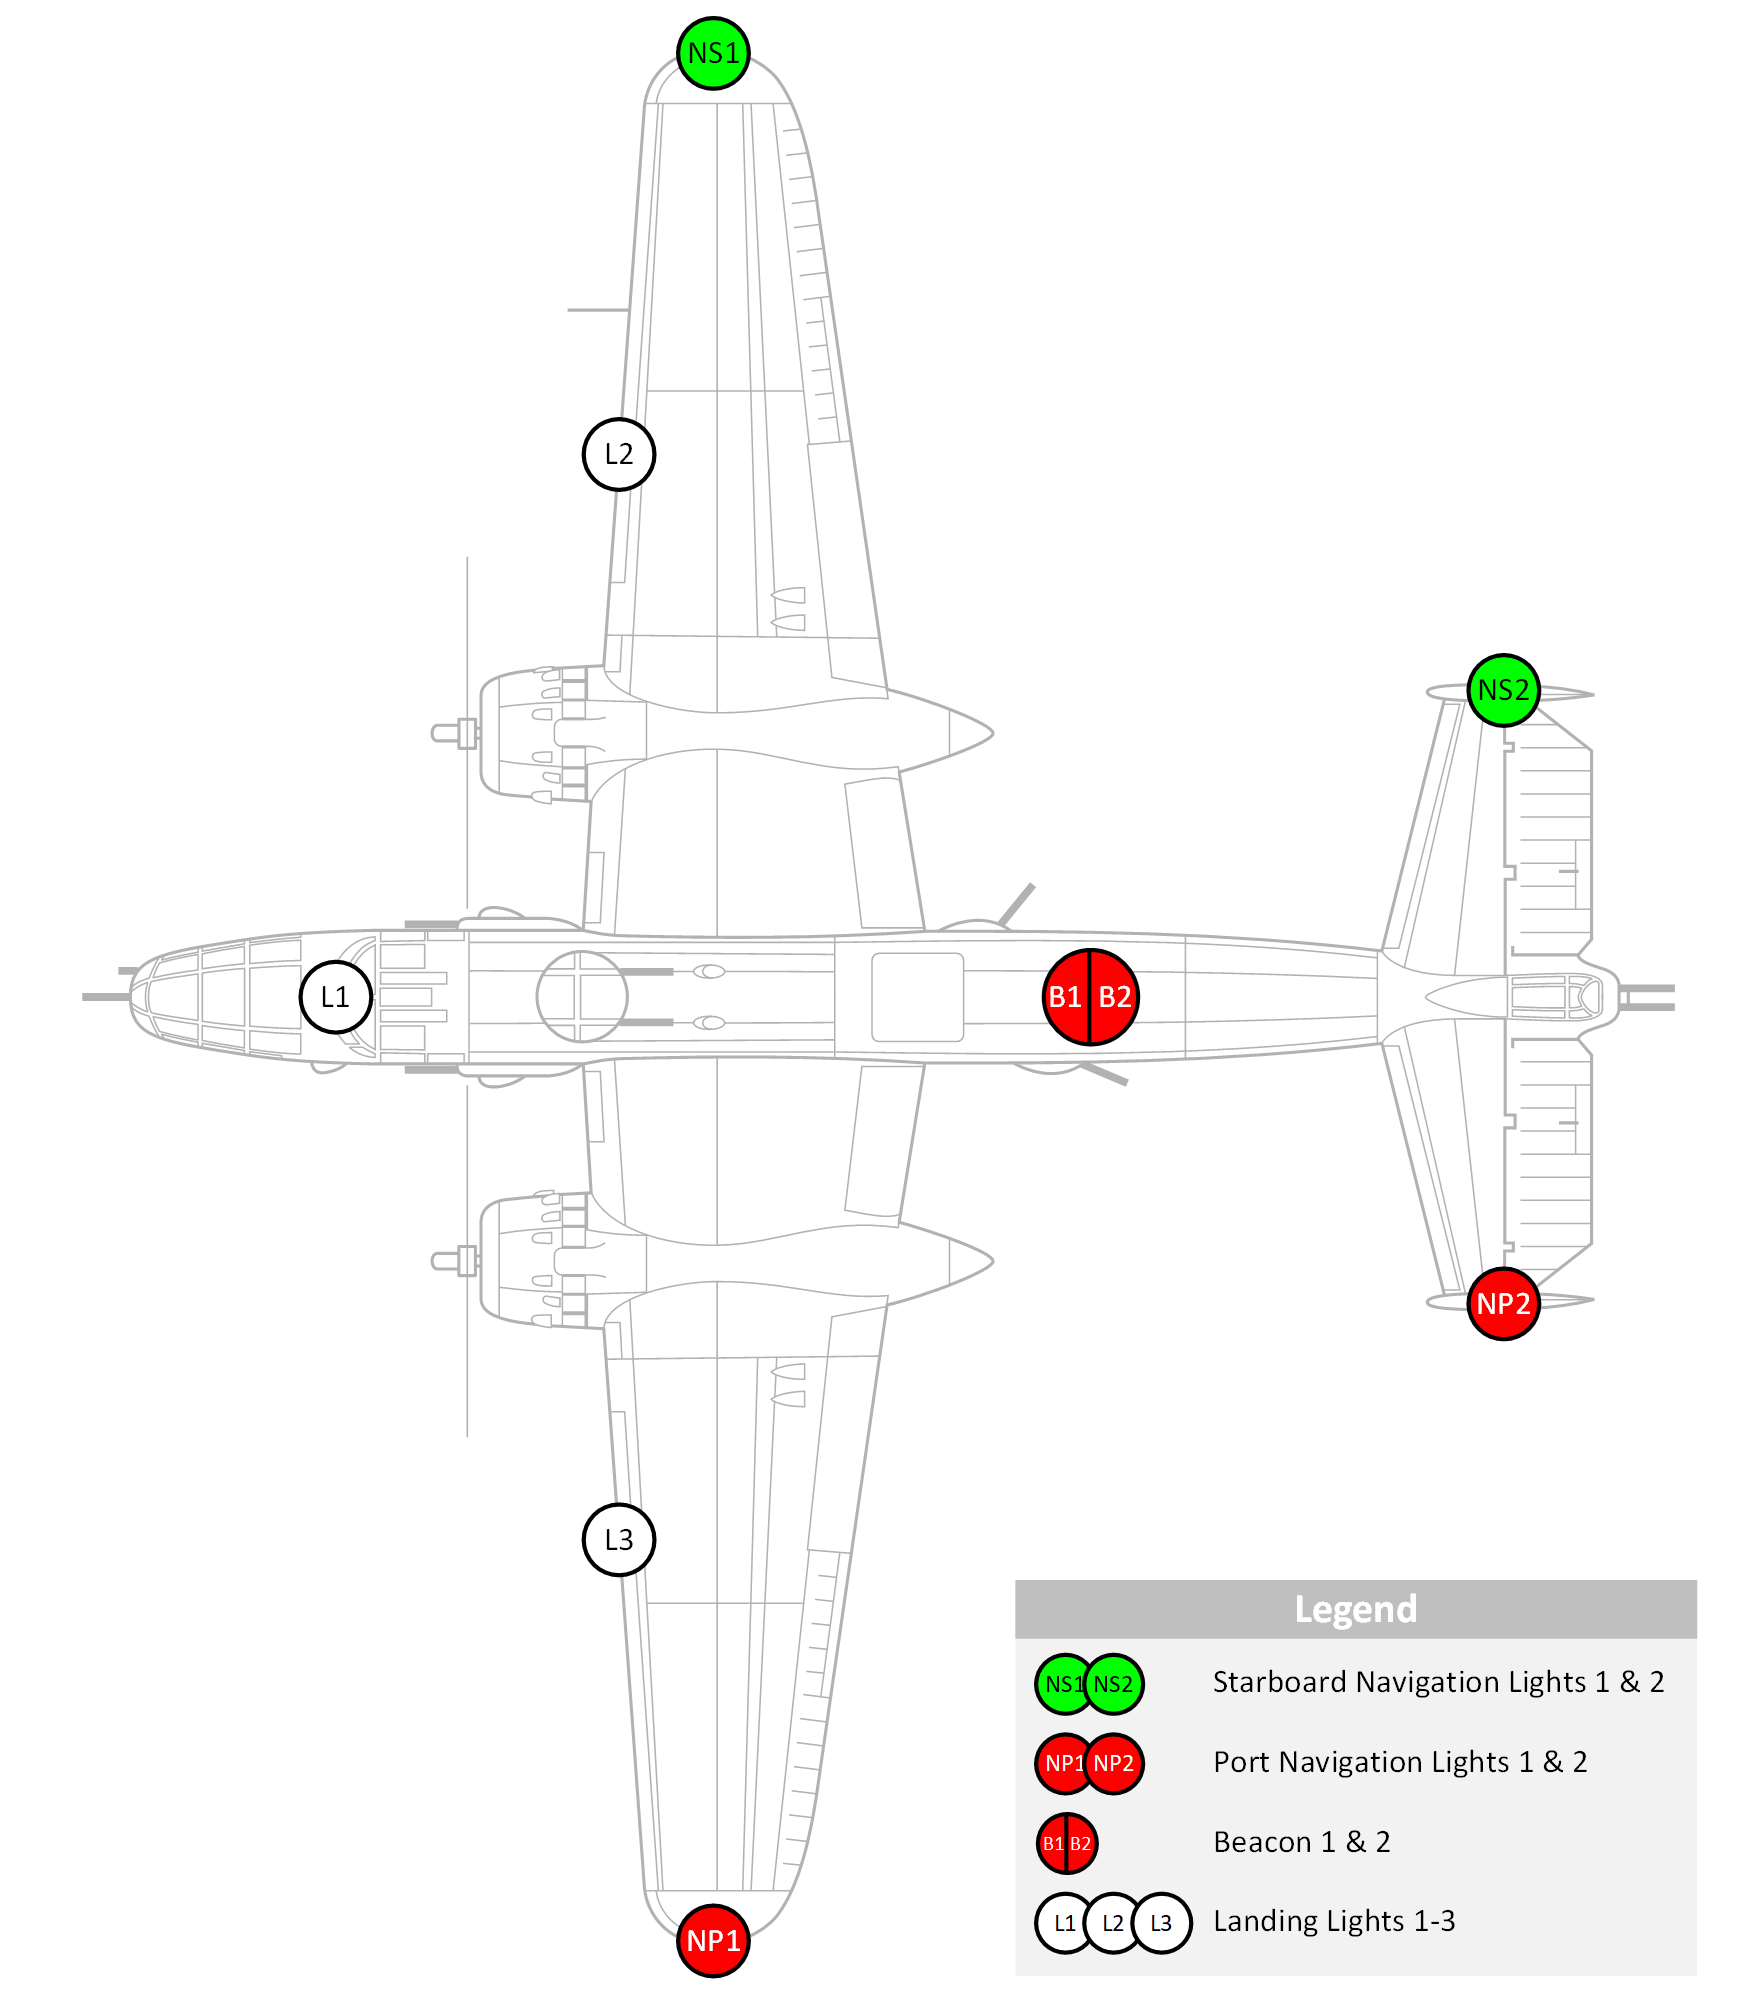 NS1
L2
NS2
L1
B1 B2
NP2
L3
NP1
Legend
NS1 NS2 Starboard Navigation Lights 1 & 2
NP1 NP2 Port Navigation Lights 1 & 2
B1 B2 Beacon 1 & 2
L1 L2 L3 Landing Lights 1-3